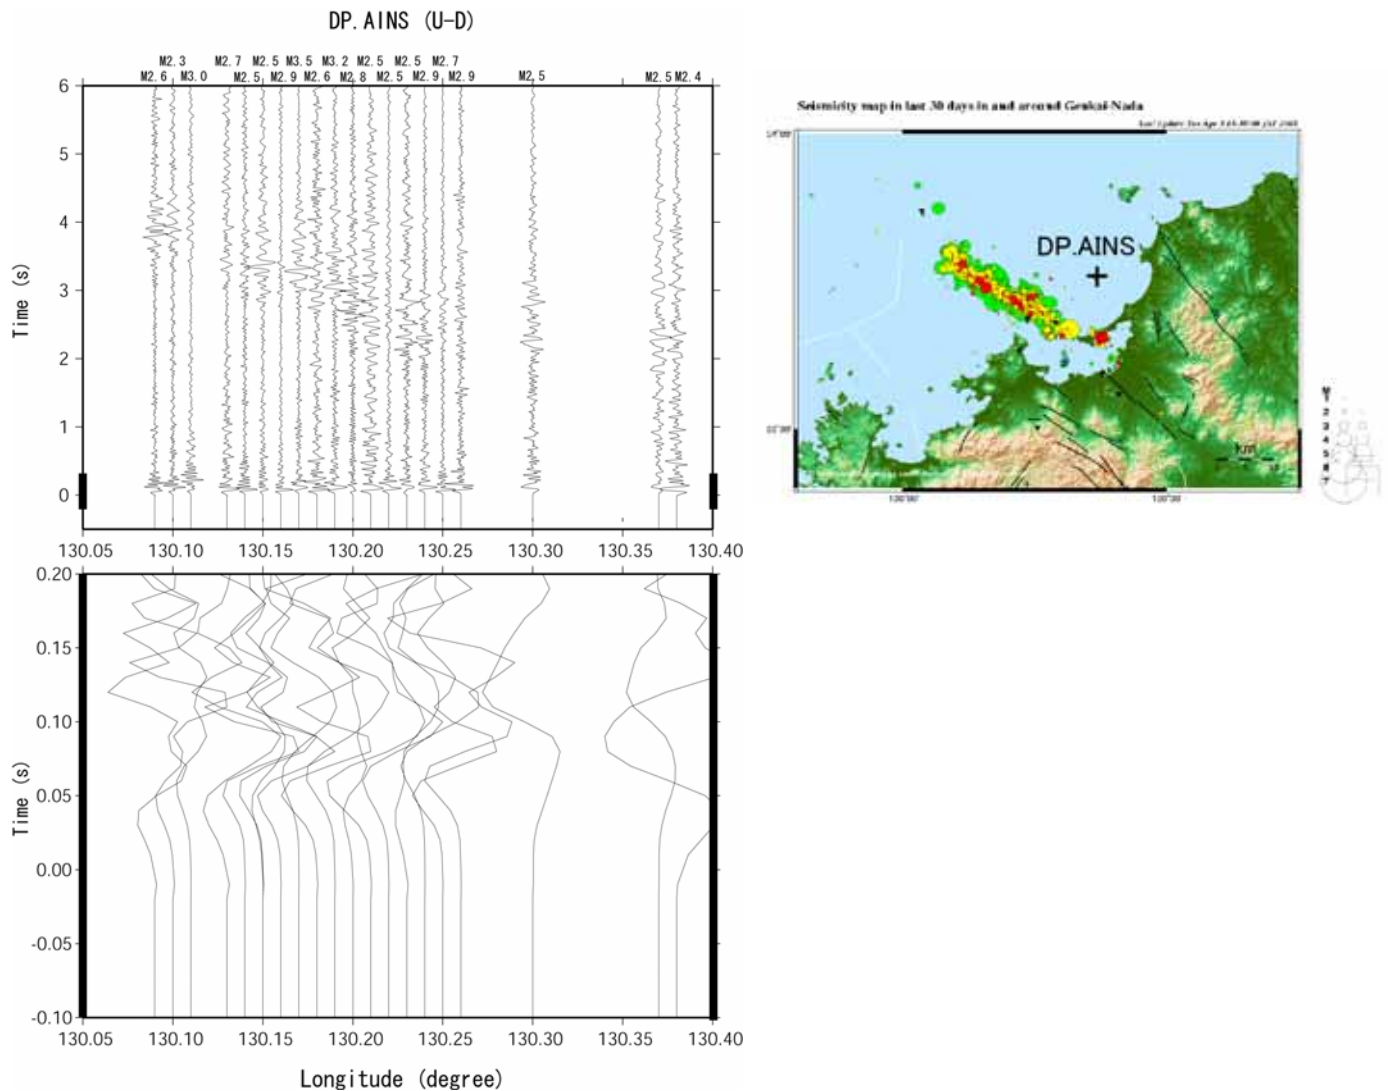 DP.AINS (U-D)
M2.3 M2.7 M2.5 M3.5 M3.2 M2.5 M2.5 M2.7
M2.6 M3.0 M2.5 M2.9 M2.6 M2.8 M2.5 M2.9 M2.9 M2.5 M2.5 M2.4
6
5
4
3
2
1
0
Time (s)
130.05 130.10 130.15 130.20 130.25 130.30 130.35 130.40
0.20
0.15
0.10
0.05
0.00
-0.05
-0.10
Time (s)
130.05 130.10 130.15 130.20 130.25 130.30 130.35 130.40
Longitude (degree)
Seismicity map in last 30 days in and around Genkai-Nada
DP.AINS
km
M
2
3
4
5